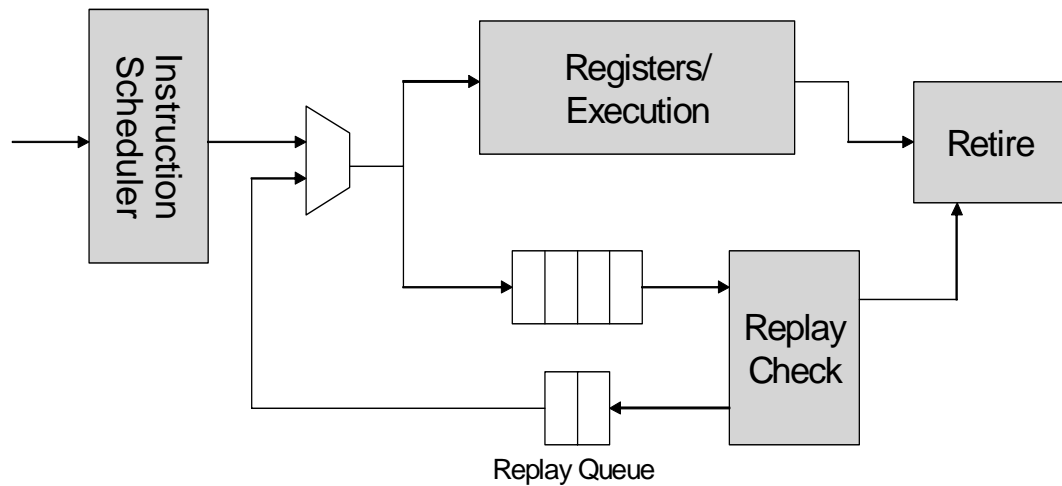 Instruction
Scheduler
Registers/
Execution
Retire
Replay
Check
Replay Queue